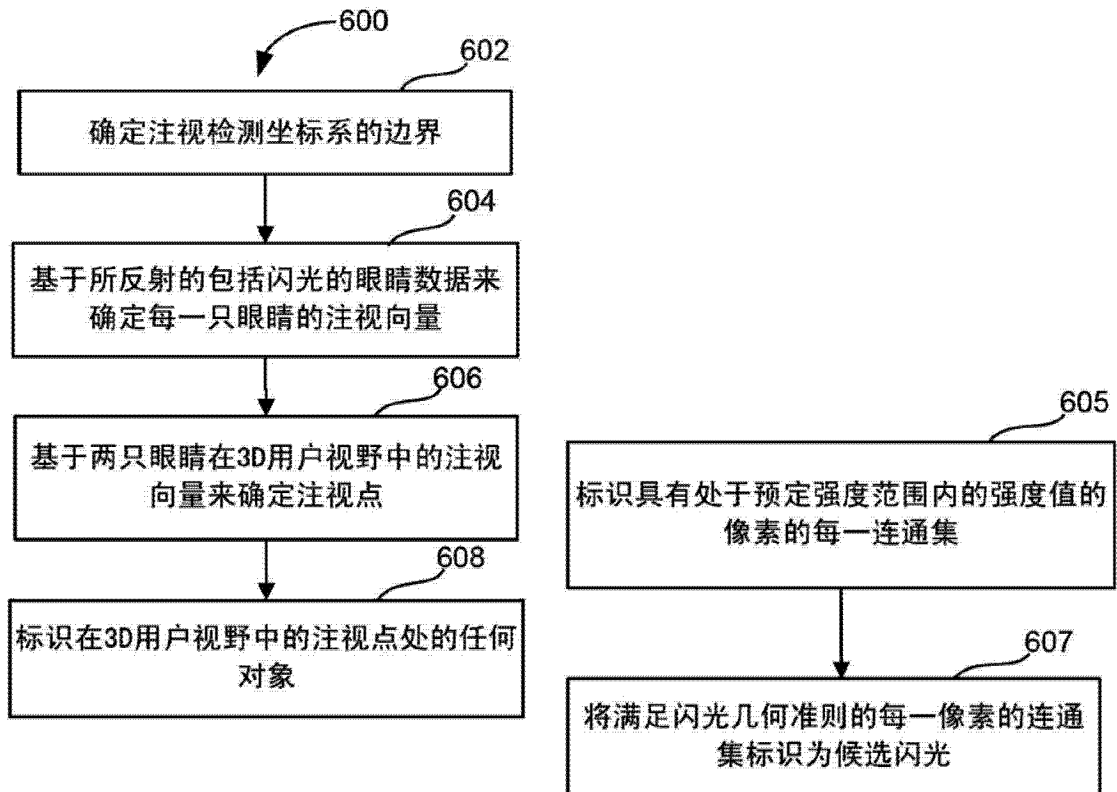 600
602
确定注视检测坐标系的边界
604
基于所反射的包括闪光的眼睛数据来
确定每一只眼睛的注视向量
606
基于两只眼睛在3D用户视野中的注视
向量来确定注视点
608
标识在3D用户视野中的注视点处的任何
对象
605
标识具有处于预定强度范围内的强度值的
像素的每一连通集
607
将满足闪光几何准则的每一像素的连通
集标识为候选闪光